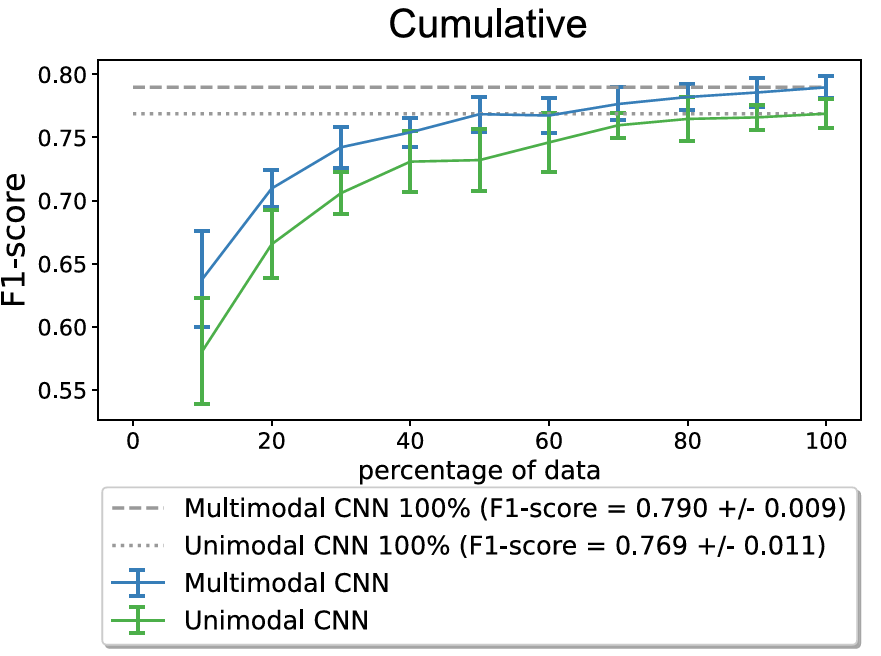 Cumulative
F1-score
0.80
0.75
0.70
0.65
0.60
0.55
0 20 40 60 80 100
percentage of data
Multimodal CNN 100% (F1-score = 0.790 +/- 0.009)
Unimodal CNN 100% (F1-score = 0.769 +/- 0.011)
Multimodal CNN
Unimodal CNN